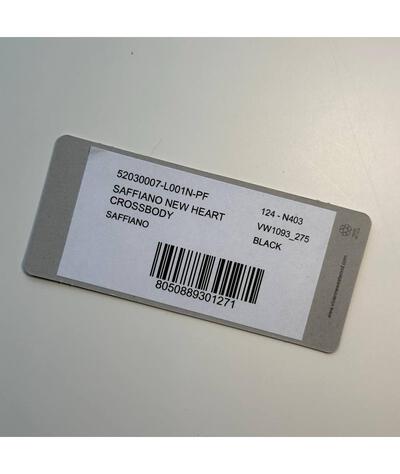 52030007-L001N-PF
SAFFIANO NEW HEART
CROSSBODY
SAFFIANO
124 - N403
VW1093_275
BLACK
8050889301271